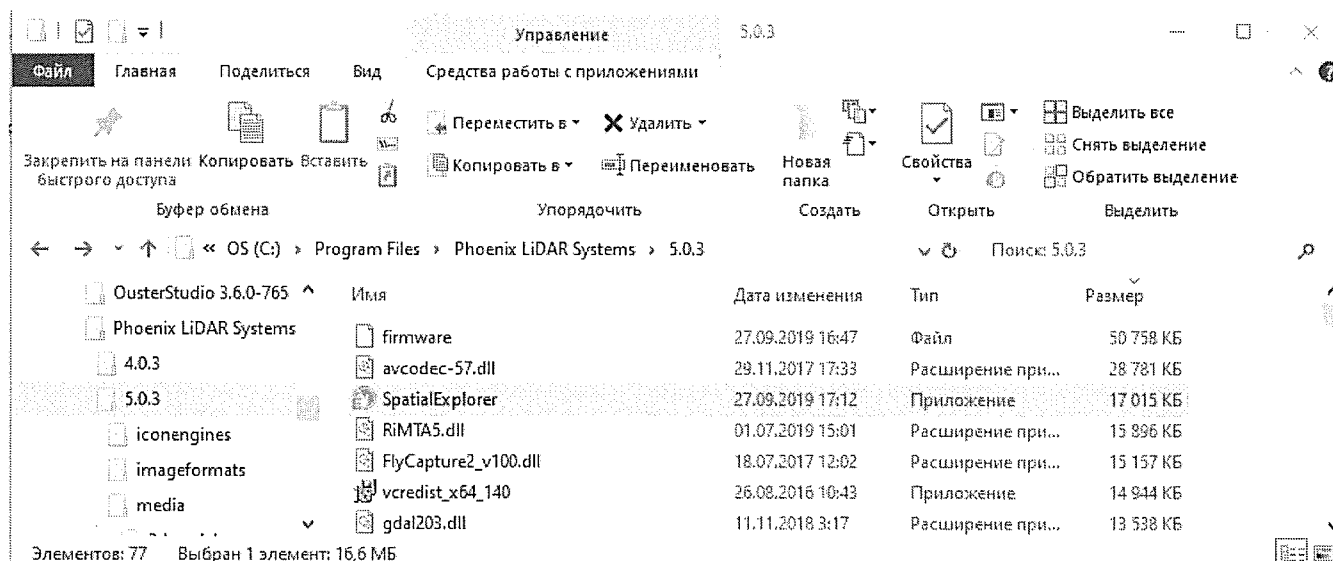 Управление 5.0.3
Файл Главная Поделиться Вид Средства работы с приложениями
Закрепить на панели быстрого доступа
Копировать
Вставить
Переместить в
Копировать в
Удалить
Переименовать
Новая папка
Свойства
Выделить все
Снять выделение
Обратить выделение
Буфер обмена Упорядочить Создать Открыть Выделить
« OS (C:) › Program Files › Phoenix LiDAR Systems › 5.0.3 Поиск: 5.0.3
OusterStudio 3.6.0-765
Phoenix LiDAR Systems
4.0.3
5.0.3
iconengines
imageformats
media
Имя Дата изменения Тип Размер
firmware 27.09.2019 16:47 Файл 50 758 КБ
avcodec-57.dll 29.11.2017 17:33 Расширение при... 28 781 КБ
SpatialExplorer 27.09.2019 17:12 Приложение 17 015 КБ
RiMTA5.dll 01.07.2019 15:01 Расширение при... 15 896 КБ
FlyCapture2_v100.dll 18.07.2017 12:02 Расширение при... 15 157 КБ
vcredist_x64_140 26.08.2016 10:43 Приложение 14 944 КБ
gdal203.dll 11.11.2018 3:17 Расширение при... 13 538 КБ
Элементов: 77 Выбран 1 элемент: 16,6 МБ